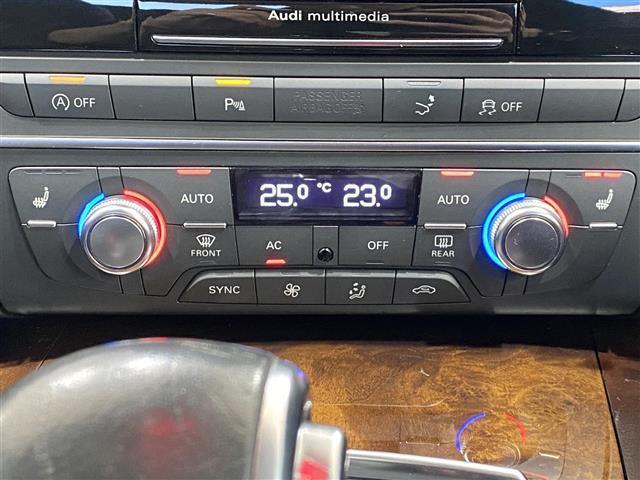 Audi multimedia
A OFF P PASSENGER OFF
AIRBAG OFF
AUTO 25.0 °C 23.0 AUTO
FRONT AC OFF REAR
SYNC